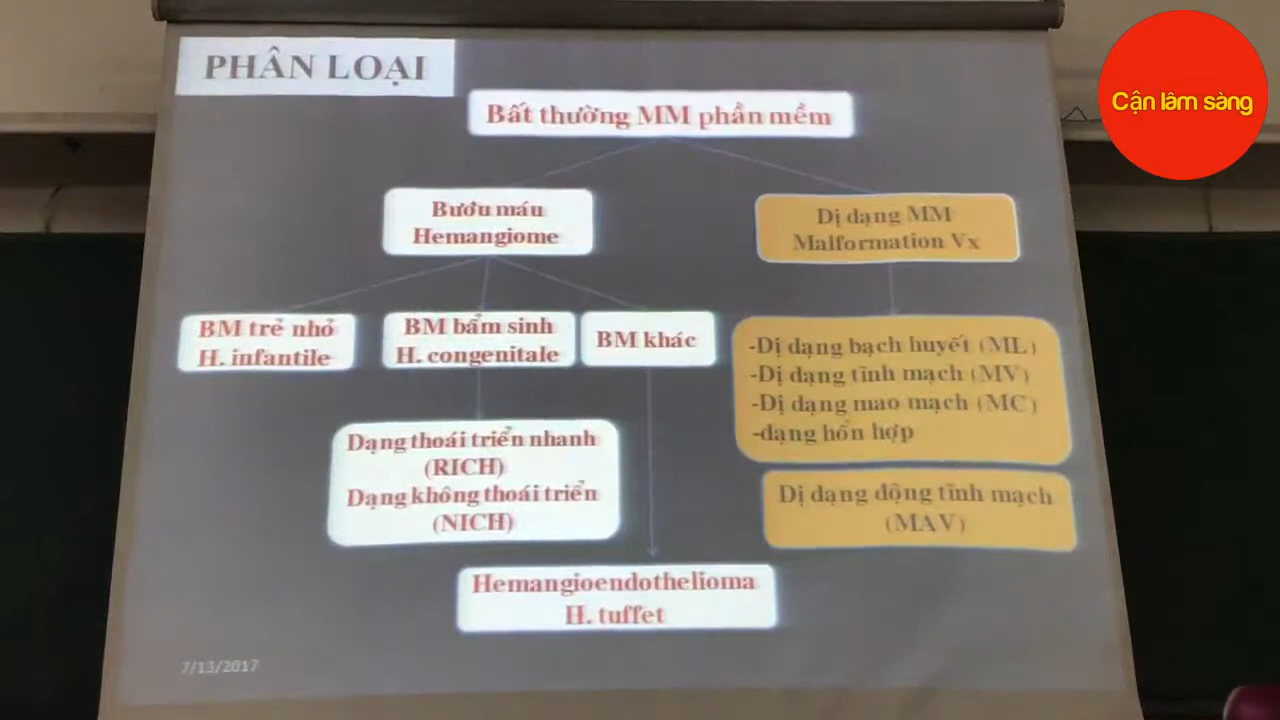 PHÂN LOẠI
Cận lâm sàng
Bất thường MM phần mềm
Bướu máu
Hemangiome
Dị dạng MM
Malformation Vx
BM trẻ nhỏ
H. infantile
BM bẩm sinh
H. congenitale
BM khác
-Dị dạng bạch huyết (ML)
-Dị dạng tĩnh mạch (MV)
-Dị dạng mao mạch (MC)
-dạng hổn hợp
Dạng thoái triển nhanh
(RICH)
Dạng không thoái triển
(NICH)
Dị dạng động tĩnh mạch
(MAV)
Hemangioendothelioma
H. tuffet
7/13/2017